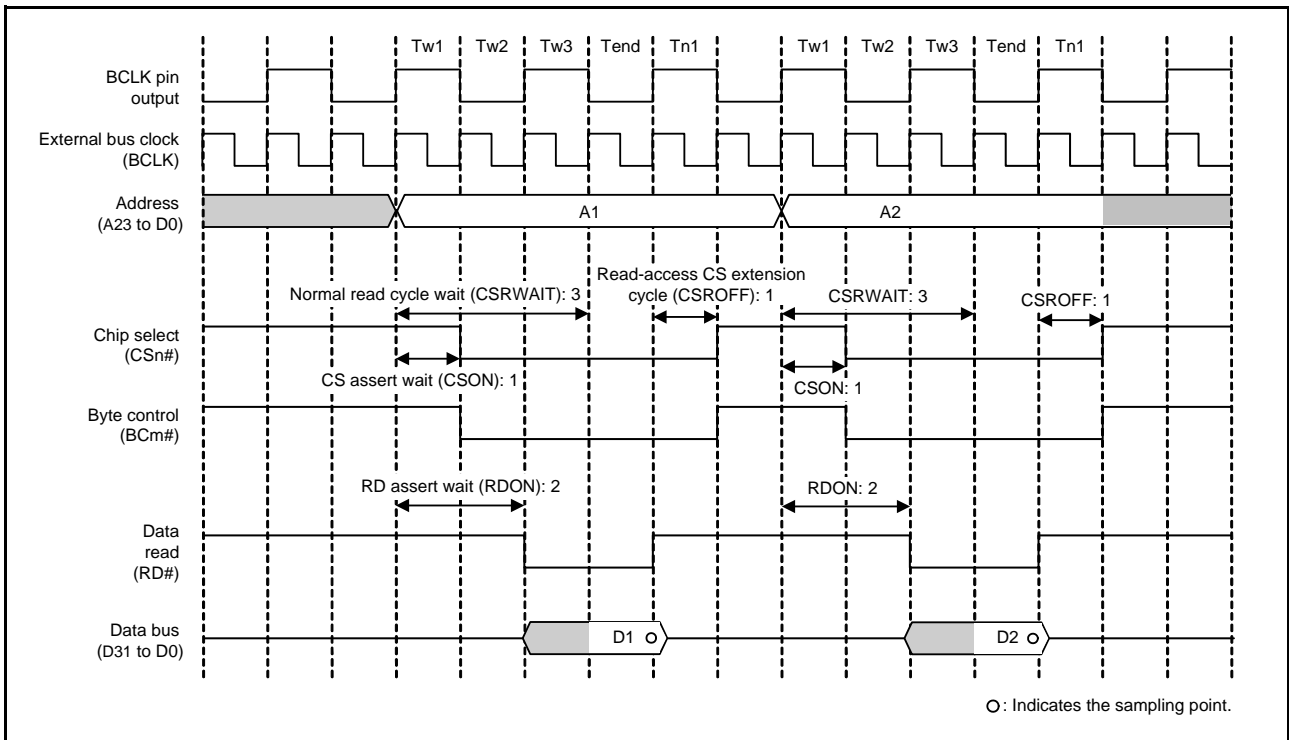 Tw1 Tw2 Tw3 Tend Tn1 Tw1 Tw2 Tw3 Tend Tn1
BCLK pin
output
External bus clock
(BCLK)
Address
(A23 to D0)
A1 A2
Normal read cycle wait (CSRWAIT): 3
Read-access CS extension
cycle (CSROFF): 1
CSRWAIT: 3
CSROFF: 1
Chip select
(CSn#)
CS assert wait (CSON): 1
CSON: 1
Byte control
(BCm#)
RD assert wait (RDON): 2
RDON: 2
Data
read
(RD#)
Data bus
(D31 to D0)
D1 D2
: Indicates the sampling point.